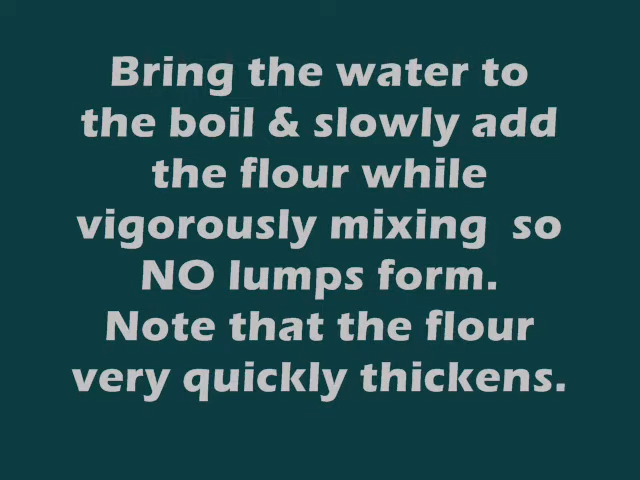 Bring the water to
the boil & slowly add
the flour while
vigorously mixing  so
NO lumps form.
Note that the flour
very quickly thickens.